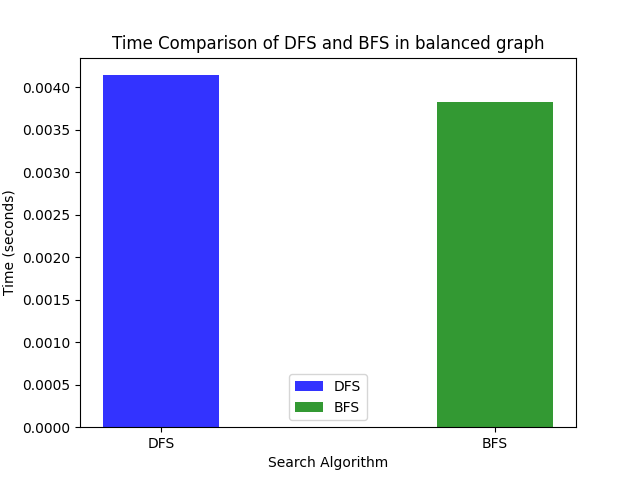 Time Comparison of DFS and BFS in balanced graph
Time (seconds)
0.0040
0.0035
0.0030
0.0025
0.0020
0.0015
0.0010
0.0005
0.0000
DFS
BFS
DFS
BFS
Search Algorithm